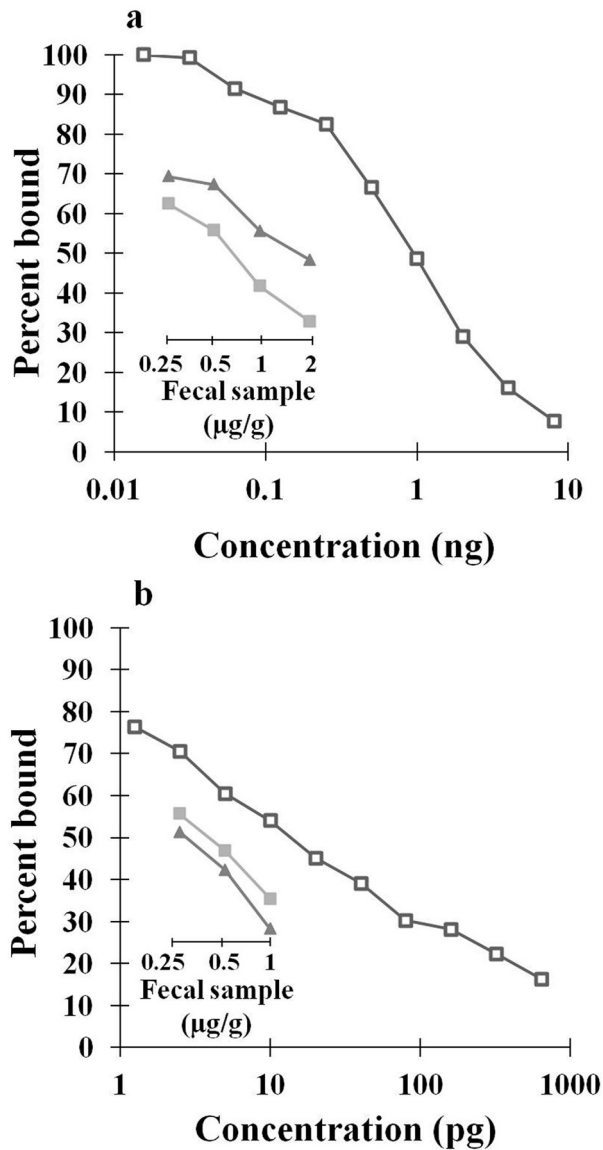 a
100
90
80
70
60
50
40
30
20
10
0
Percent bound
0.25 0.5 1 2
Fecal sample
(µg/g)
0.01 0.1 1 10
Concentration (ng)
b
100
90
80
70
60
50
40
30
20
10
0
Percent bound
0.25 0.5 1
Fecal sample
(µg/g)
1 10 100 1000
Concentration (pg)